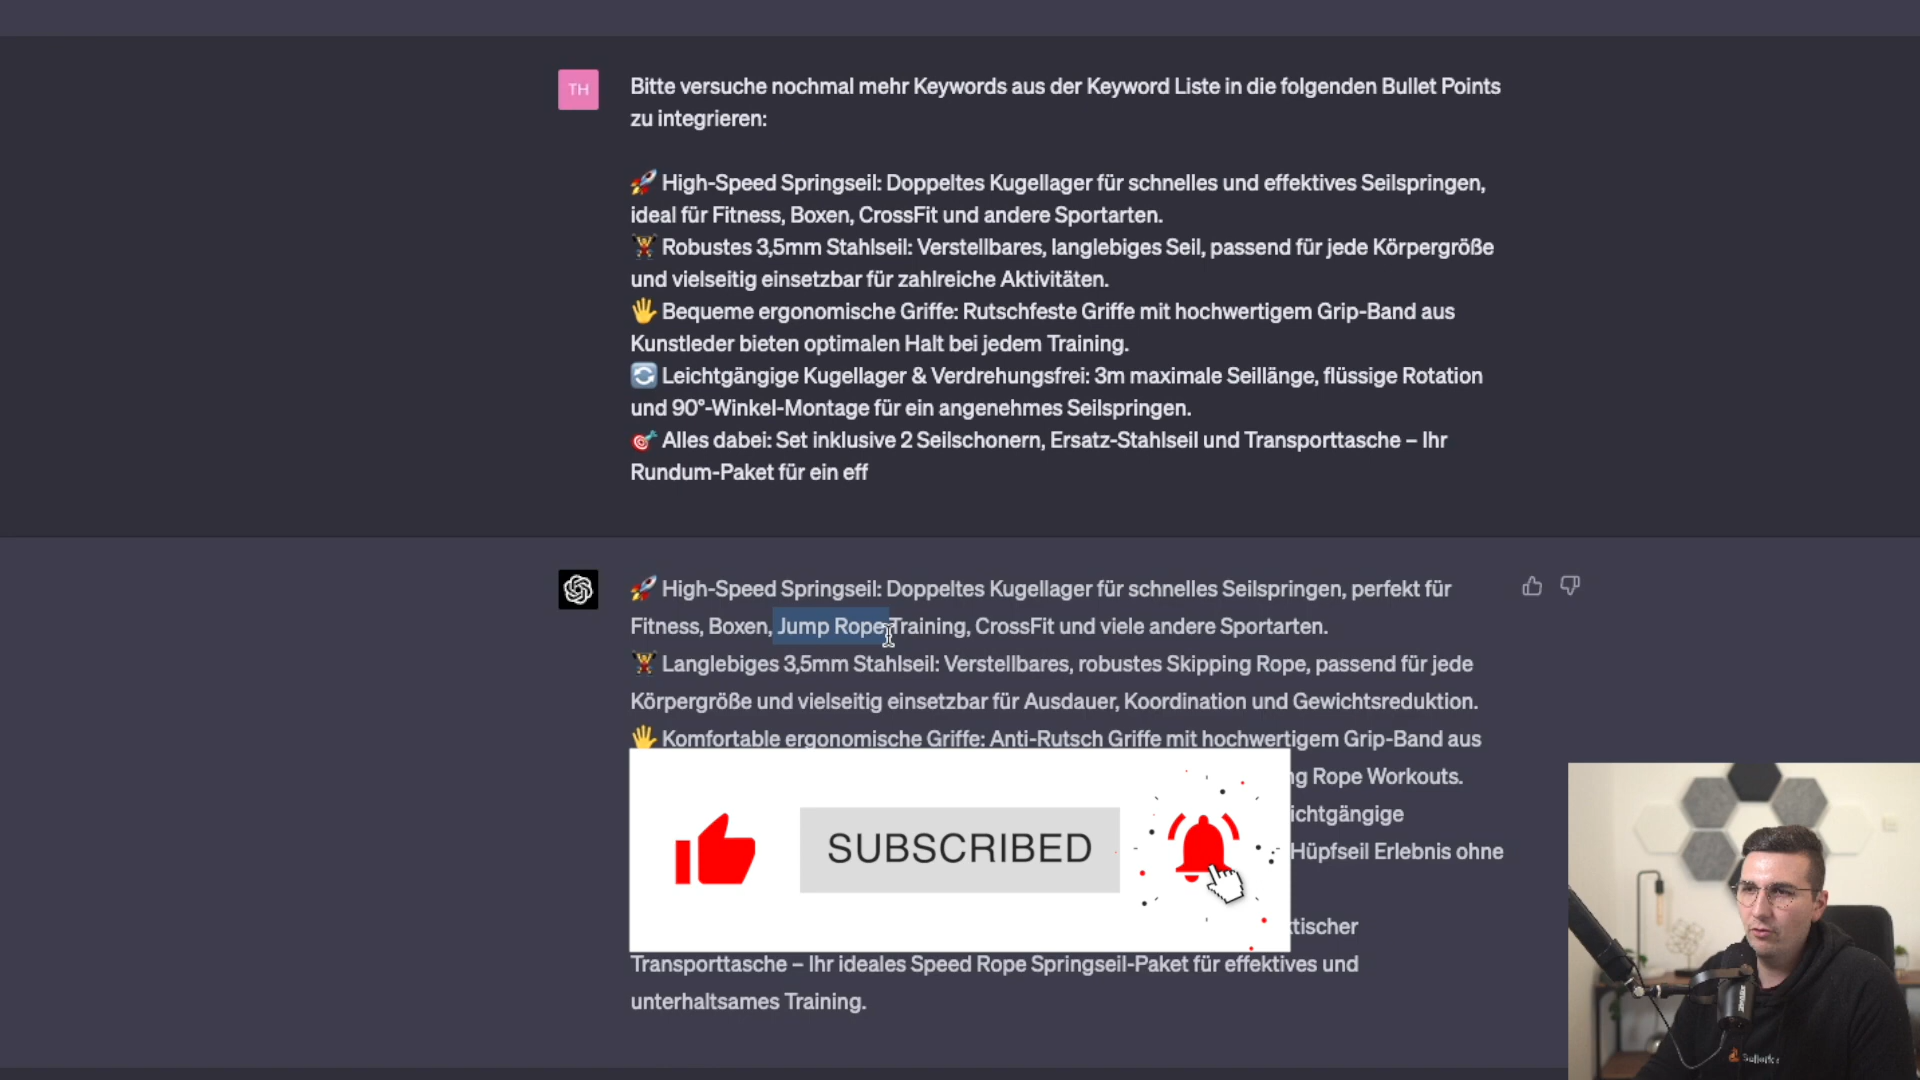 TH
Bitte versuche nochmal mehr Keywords aus der Keyword Liste in die folgenden Bullet Points
zu integrieren:
🚀 High-Speed Springseil: Doppeltes Kugellager für schnelles und effektives Seilspringen,
ideal für Fitness, Boxen, CrossFit und andere Sportarten.
🏋 Robustes 3,5mm Stahlseil: Verstellbares, langlebiges Seil, passend für jede Körpergröße
und vielseitig einsetzbar für zahlreiche Aktivitäten.
🖐 Bequeme ergonomische Griffe: Rutschfeste Griffe mit hochwertigem Grip-Band aus
Kunstleder bieten optimalen Halt bei jedem Training.
🔄 Leichtgängige Kugellager & Verdrehungsfrei: 3m maximale Seillänge, flüssige Rotation
und 90°-Winkel-Montage für ein angenehmes Seilspringen.
🎯 Alles dabei: Set inklusive 2 Seilschonern, Ersatz-Stahlseil und Transporttasche – Ihr
Rundum-Paket für ein eff
🚀 High-Speed Springseil: Doppeltes Kugellager für schnelles Seilspringen, perfekt für
Fitness, Boxen, Jump Rope Training, CrossFit und viele andere Sportarten.
🏋 Langlebiges 3,5mm Stahlseil: Verstellbares, robustes Skipping Rope, passend für jede
Körpergröße und vielseitig einsetzbar für Ausdauer, Koordination und Gewichtsreduktion.
🖐 Komfortable ergonomische Griffe: Anti-Rutsch Griffe mit hochwertigem Grip-Band aus
ng Rope Workouts.
ichtgängige
SUBSCRIBED
Hüpfseil Erlebnis ohne
tischer
Transporttasche – Ihr ideales Speed Rope Springseil-Paket für effektives und
unterhaltsames Training.